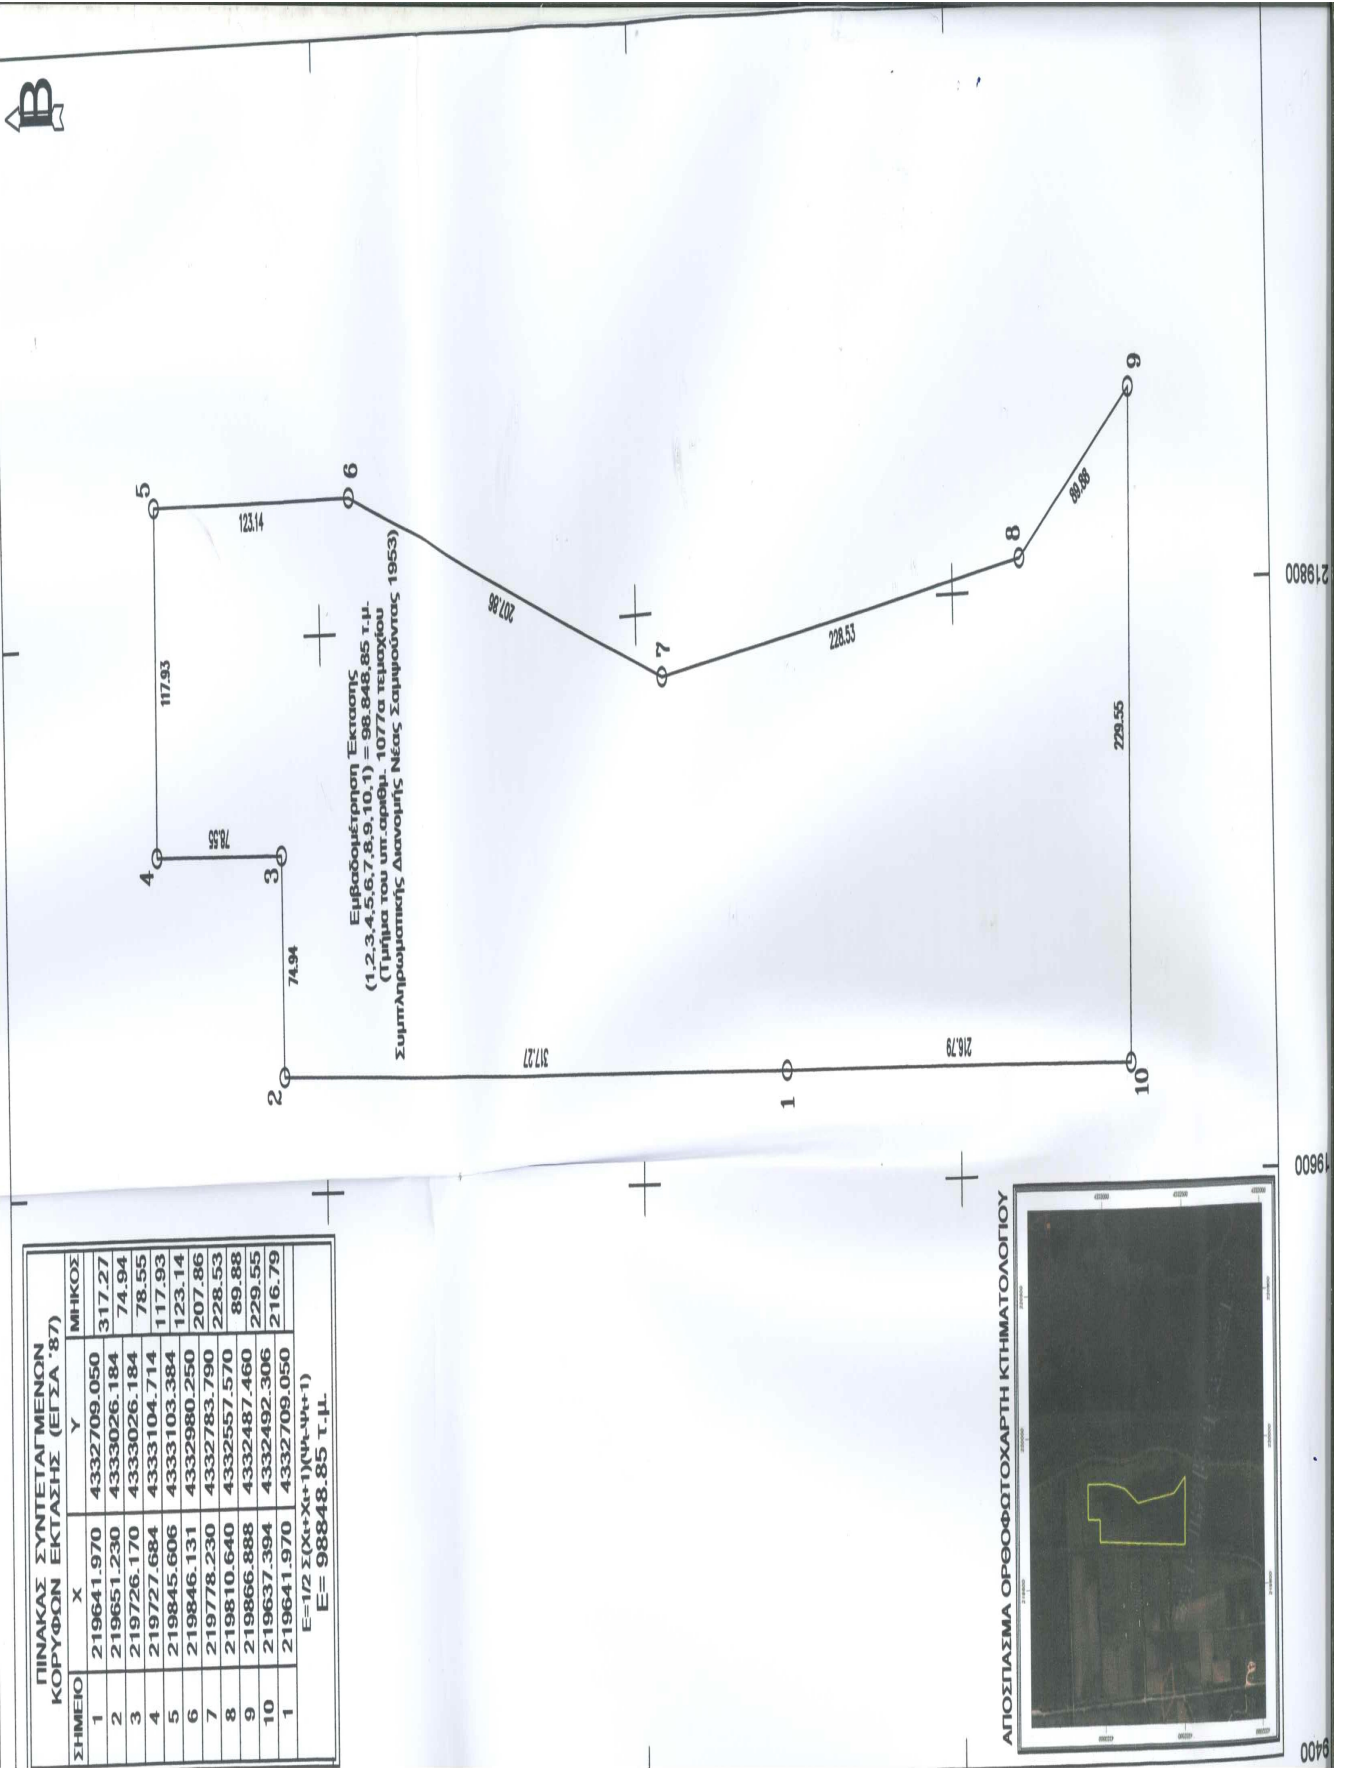 Β
ΠΙΝΑΚΑΣ ΣΥΝΤΕΤΑΓΜΕΝΩΝ
ΚΟΡΥΦΩΝ ΕΚΤΑΣΗΣ (ΕΓΣΑ '87)
ΣΗΜΕΙΟ Χ Υ ΜΗΚΟΣ
1 219641.970 4332709.050
2 219651.230 4333026.184 317.27
3 219726.170 4333026.184 74.94
4 219727.684 4333104.714 78.55
5 219845.606 4333103.384 117.93
6 219846.131 4332980.250 123.14
7 219778.230 4332783.790 207.86
8 219810.640 4332557.570 228.53
9 219866.888 4332487.460 89.88
10 219637.394 4332492.306 229.55
1 219641.970 4332709.050 216.79
Ε=1/2 Σ(Χι+Χι+1)(Ψι-Ψι+1)
Ε= 98848.85 τ.μ.
Εμβαδομέτρηση Έκτασης
(1,2,3,4,5,6,7,8,9,10,1) = 98.848,85 τ.μ.
(Τμήμα του υπ.αριθμ. 1077α τεμαχίου
Συμπληρωματικής Διανομής Νέας Σαμψούντας 1953)
2
3
4
5
6
7
8
9
10
1
317.27
74.94
78.55
117.93
123.14
207.86
228.53
89.88
229.55
216.79
219800
19600
9400
ΑΠΟΣΠΑΣΜΑ ΟΡΘΟΦΩΤΟΧΑΡΤΗ ΚΤΗΜΑΤΟΛΟΓΙΟΥ